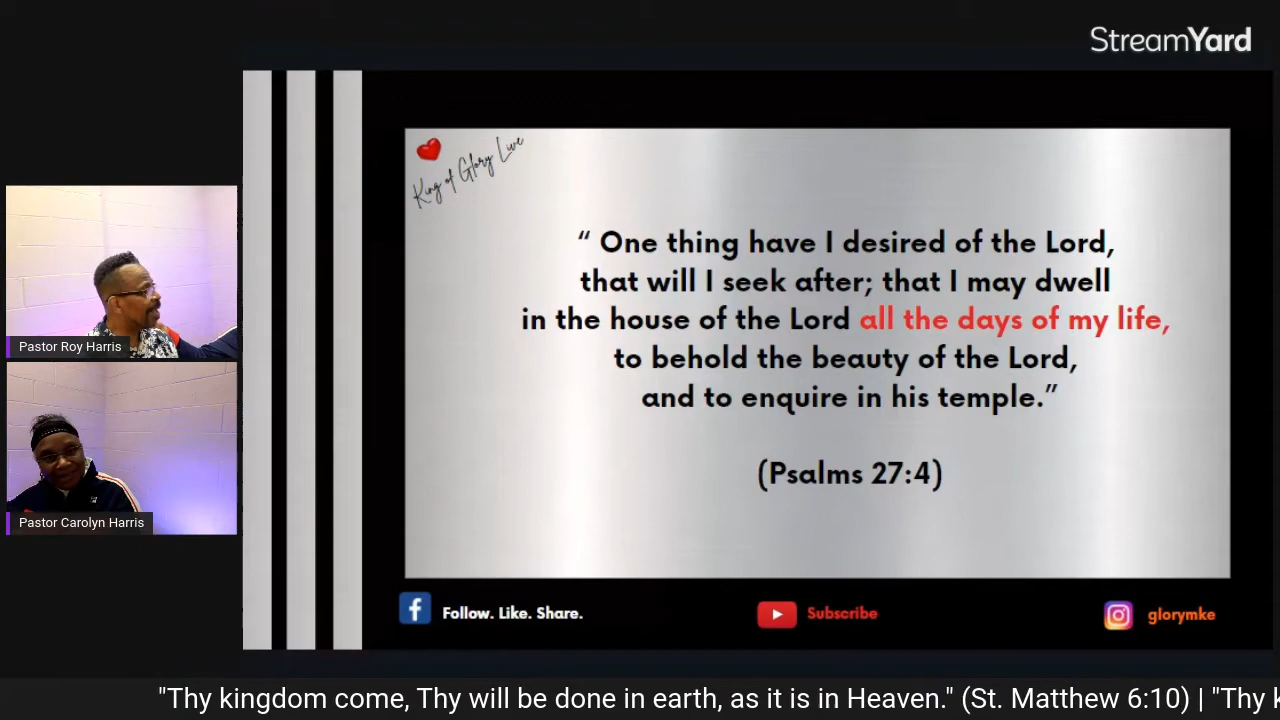 StreamYard
King of Glory Live
“ One thing have I desired of the Lord,
that will I seek after; that I may dwell
in the house of the Lord all the days of my life,
to behold the beauty of the Lord,
and to enquire in his temple.”
(Psalms 27:4)
Pastor Roy Harris
Pastor Carolyn Harris
Follow. Like. Share.
Subscribe
glorymke
"Thy kingdom come, Thy will be done in earth, as it is in Heaven." (St. Matthew 6:10) | "Thy k